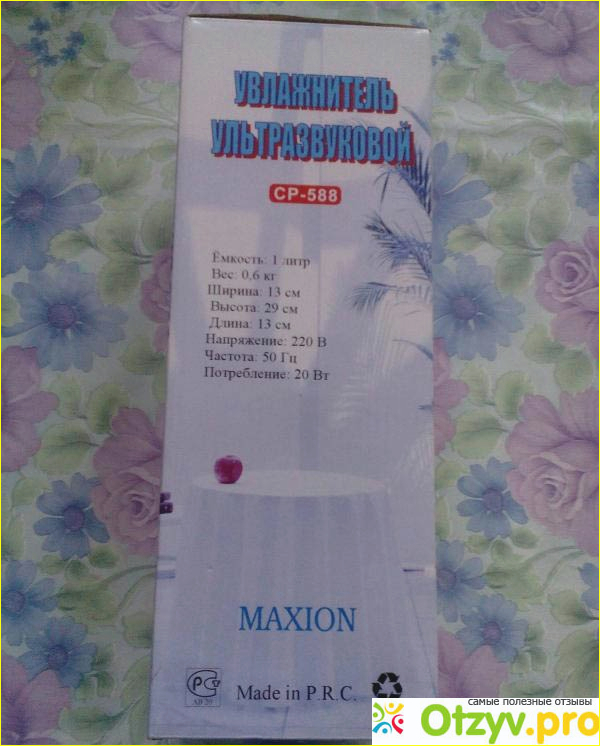 УВЛАЖНИТЕЛЬ
УЛЬТРАЗВУКОВОЙ
CP-588
Ёмкость: 1 литр
Вес: 0,6 кг
Ширина: 13 см
Высота: 29 см
Длина: 13 см
Напряжение: 220 В
Частота: 50 Гц
Потребление: 20 Вт
MAXION
Made in P.R.C.
самые полезные отзывы
Otzyv.pro